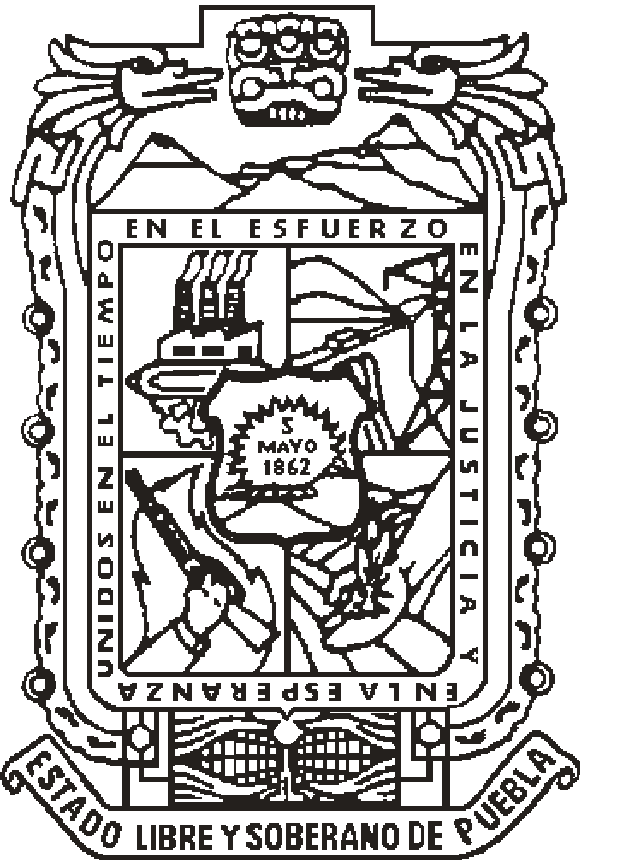 UNIDOS EN EL TIEMPO
EN EL ESFUERZO
EN LA JUSTICIA Y
EN LA ESPERANZA
5
MAYO
1862
ESTADO LIBRE Y SOBERANO DE PUEBLA